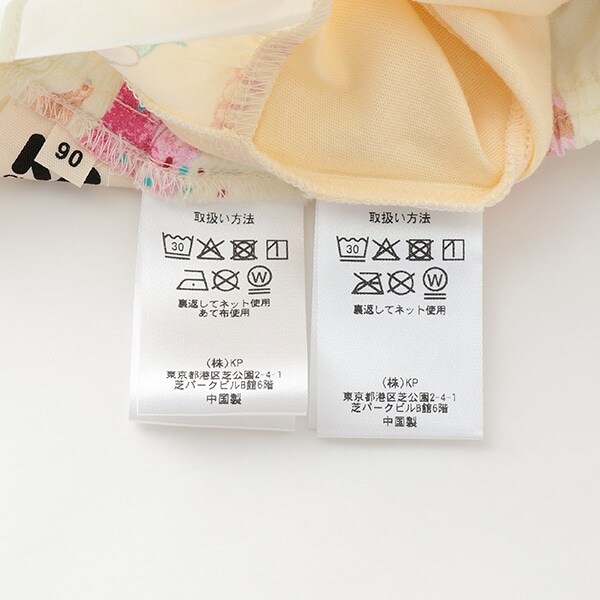 90
取扱い方法
30
W
裏返してネット使用
あて布使用
(株)KP
東京都港区芝公園2-4-1
芝パークビルB館6階
中国製
取扱い方法
30
W
裏返してネット使用
(株)KP
東京都港区芝公園2-4-1
芝パークビルB館6階
中国製